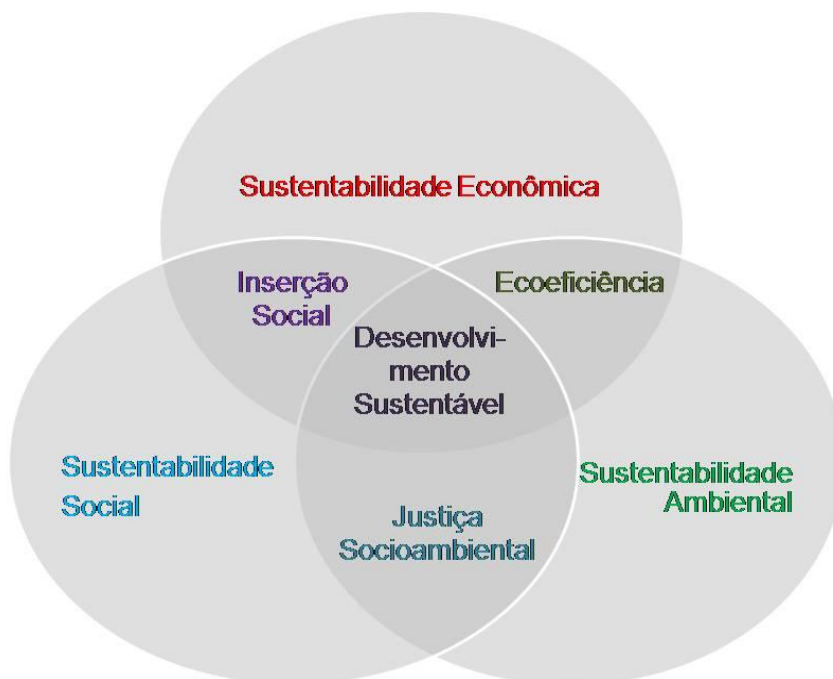 Sustentabilidade Econômica
Inserção
Social
Ecoeficiência
Desenvolvi-
mento
Sustentável
Sustentabilidade
Social
Sustentabilidade
Ambiental
Justiça
Socioambiental